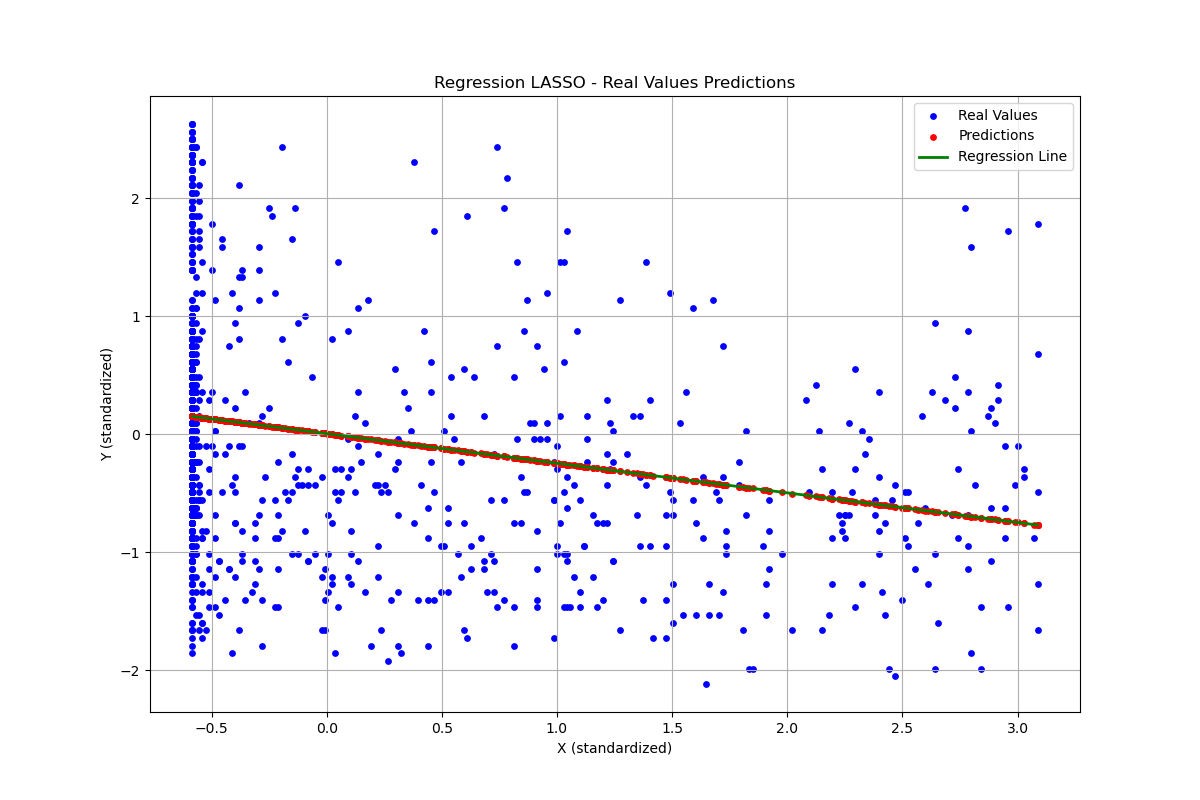 Regression LASSO - Real Values Predictions
Real Values
Predictions
Regression Line
2
1
0
−1
−2
Y (standardized)
−0.5
0.0
0.5
1.0
1.5
2.0
2.5
3.0
X (standardized)